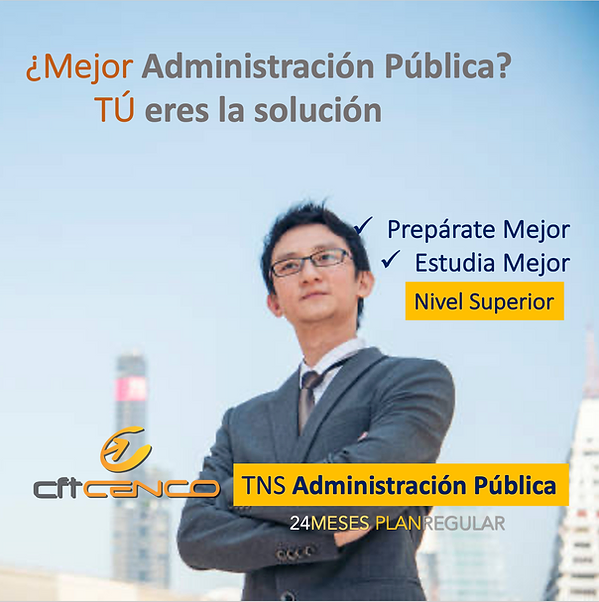 ¿Mejor Administración Pública?
TÚ eres la solución
✓ Prepárate Mejor
✓ Estudia Mejor
Nivel Superior
cftCENCO
TNS Administración Pública
24MESES PLANREGULAR